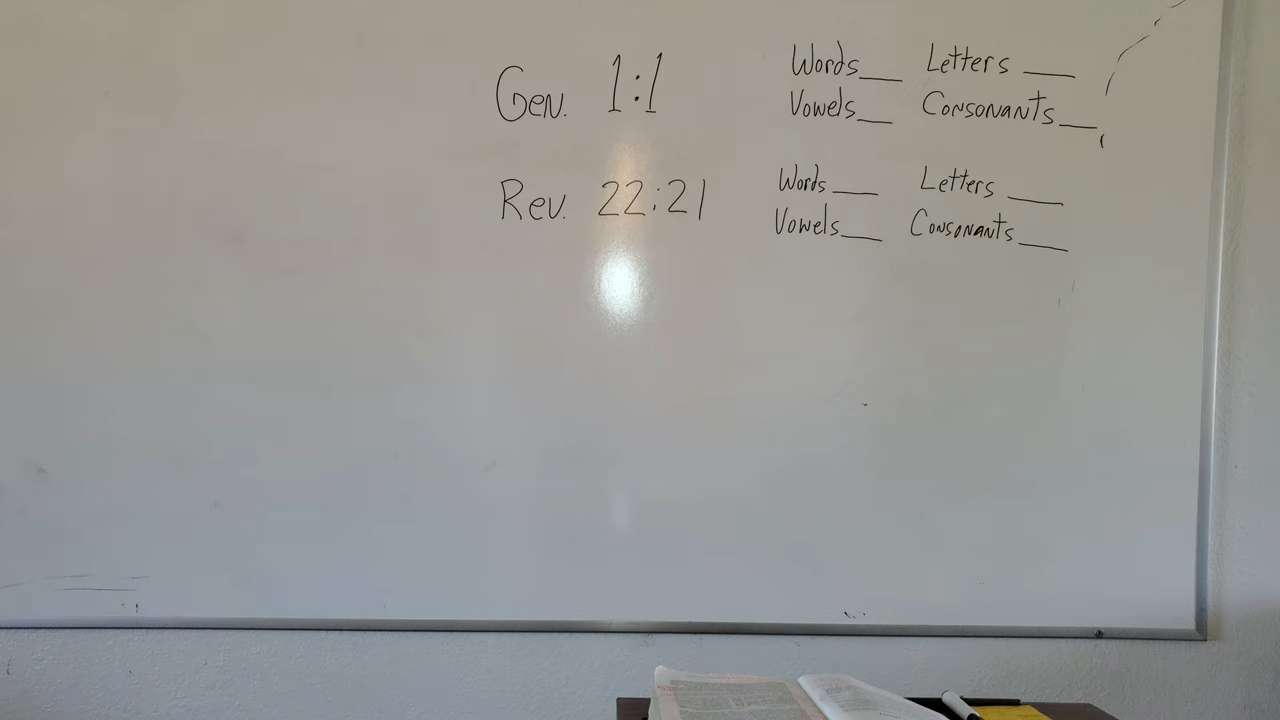 Gen. 1:1 Words___ Letters ___
Vowels___ Consonants___
Rev. 22:21 Words___ Letters ___
Vowels___ Consonants___